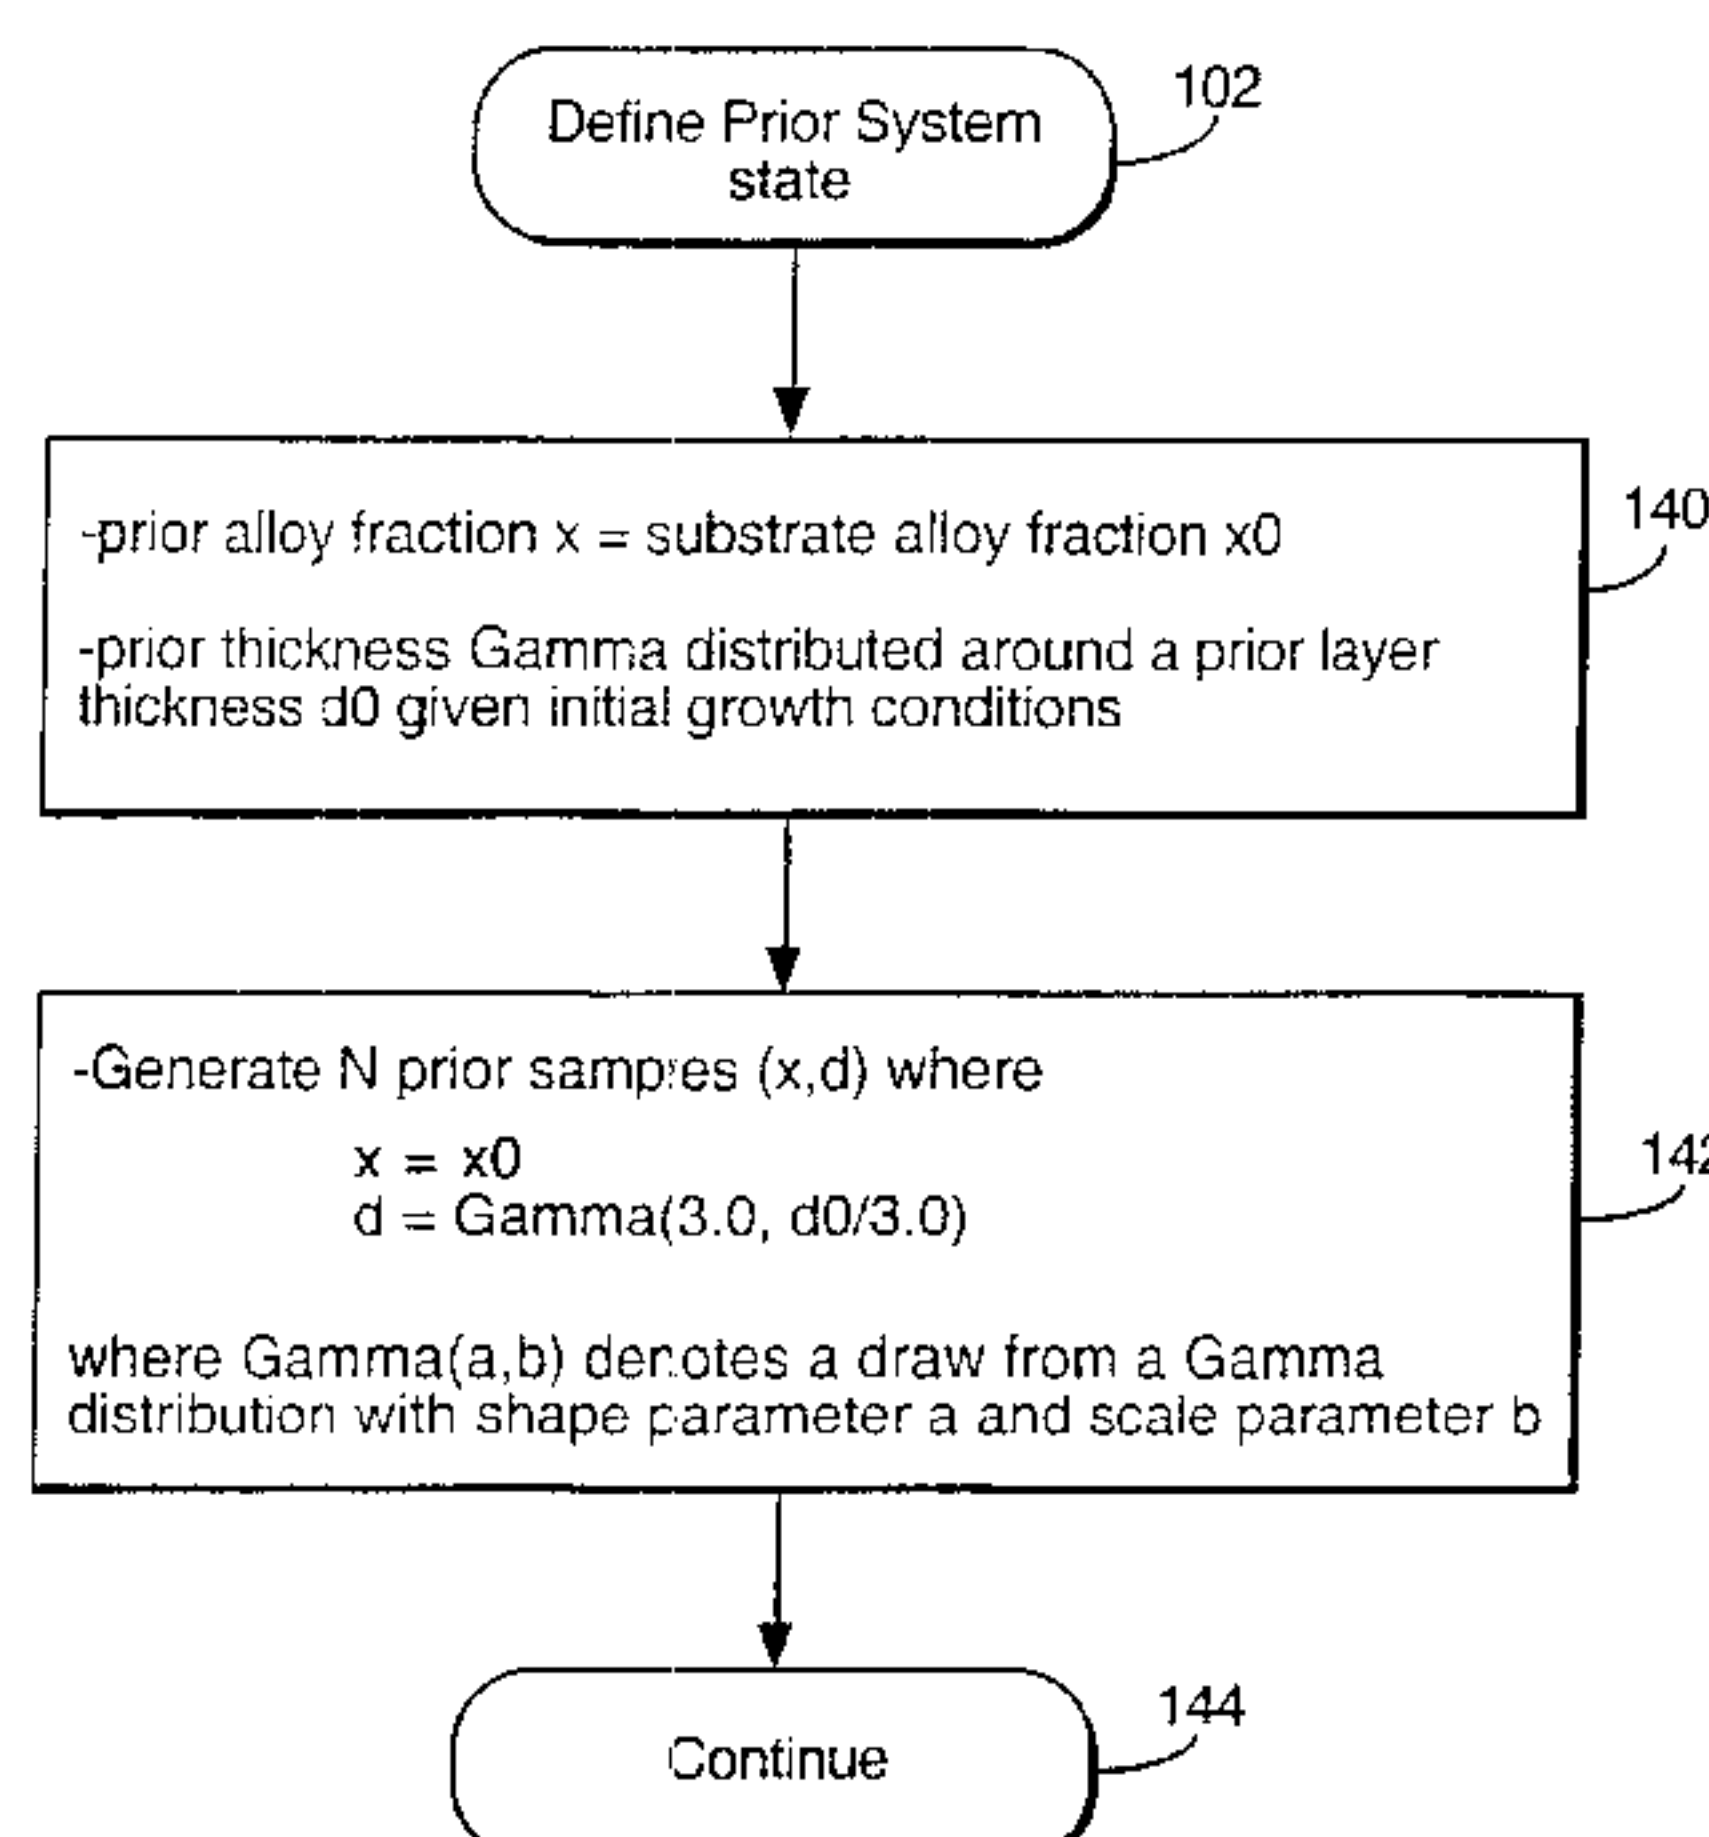 Define Prior System
state
102
-prior alloy fraction x = substrate alloy fraction x0
140
-prior thickness Gamma distributed around a prior layer
thickness d0 given initial growth conditions
-Generate N prior samples (x,d) where
x = x0
142
d = Gamma(3.0, d0/3.0)
where Gamma(a,b) denotes a draw from a Gamma
distribution with shape parameter a and scale parameter b
Continue
144